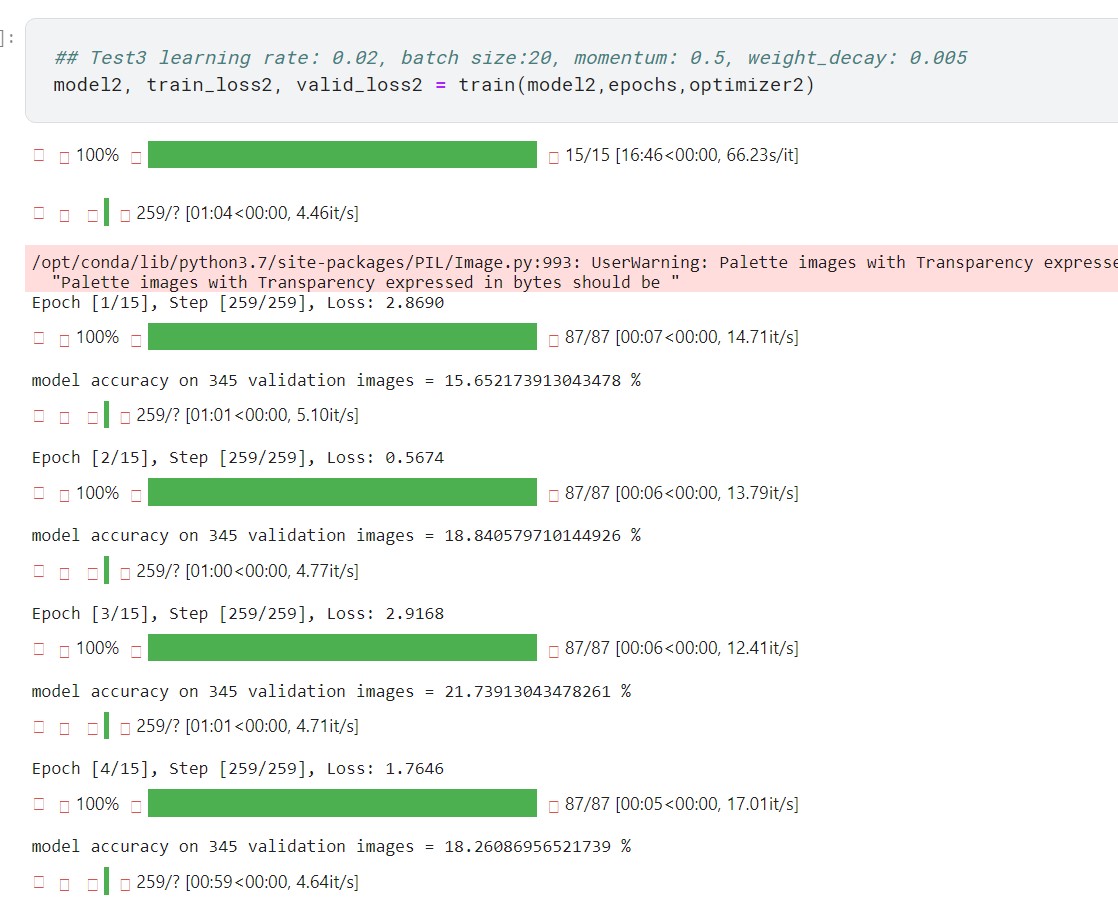 ]:
## Test3 learning rate: 0.02, batch size:20, momentum: 0.5, weight_decay: 0.005
model2, train_loss2, valid_loss2 = train(model2,epochs,optimizer2)
100% 15/15 [16:46<00:00, 66.23s/it]
259/? [01:04<00:00, 4.46it/s]
/opt/conda/lib/python3.7/site-packages/PIL/Image.py:993: UserWarning: Palette images with Transparency expresse
"Palette images with Transparency expressed in bytes should be "
Epoch [1/15], Step [259/259], Loss: 2.8690
100% 87/87 [00:07<00:00, 14.71it/s]
model accuracy on 345 validation images = 15.652173913043478 %
259/? [01:01<00:00, 5.10it/s]
Epoch [2/15], Step [259/259], Loss: 0.5674
100% 87/87 [00:06<00:00, 13.79it/s]
model accuracy on 345 validation images = 18.840579710144926 %
259/? [01:00<00:00, 4.77it/s]
Epoch [3/15], Step [259/259], Loss: 2.9168
100% 87/87 [00:06<00:00, 12.41it/s]
model accuracy on 345 validation images = 21.73913043478261 %
259/? [01:01<00:00, 4.71it/s]
Epoch [4/15], Step [259/259], Loss: 1.7646
100% 87/87 [00:05<00:00, 17.01it/s]
model accuracy on 345 validation images = 18.26086956521739 %
259/? [00:59<00:00, 4.64it/s]